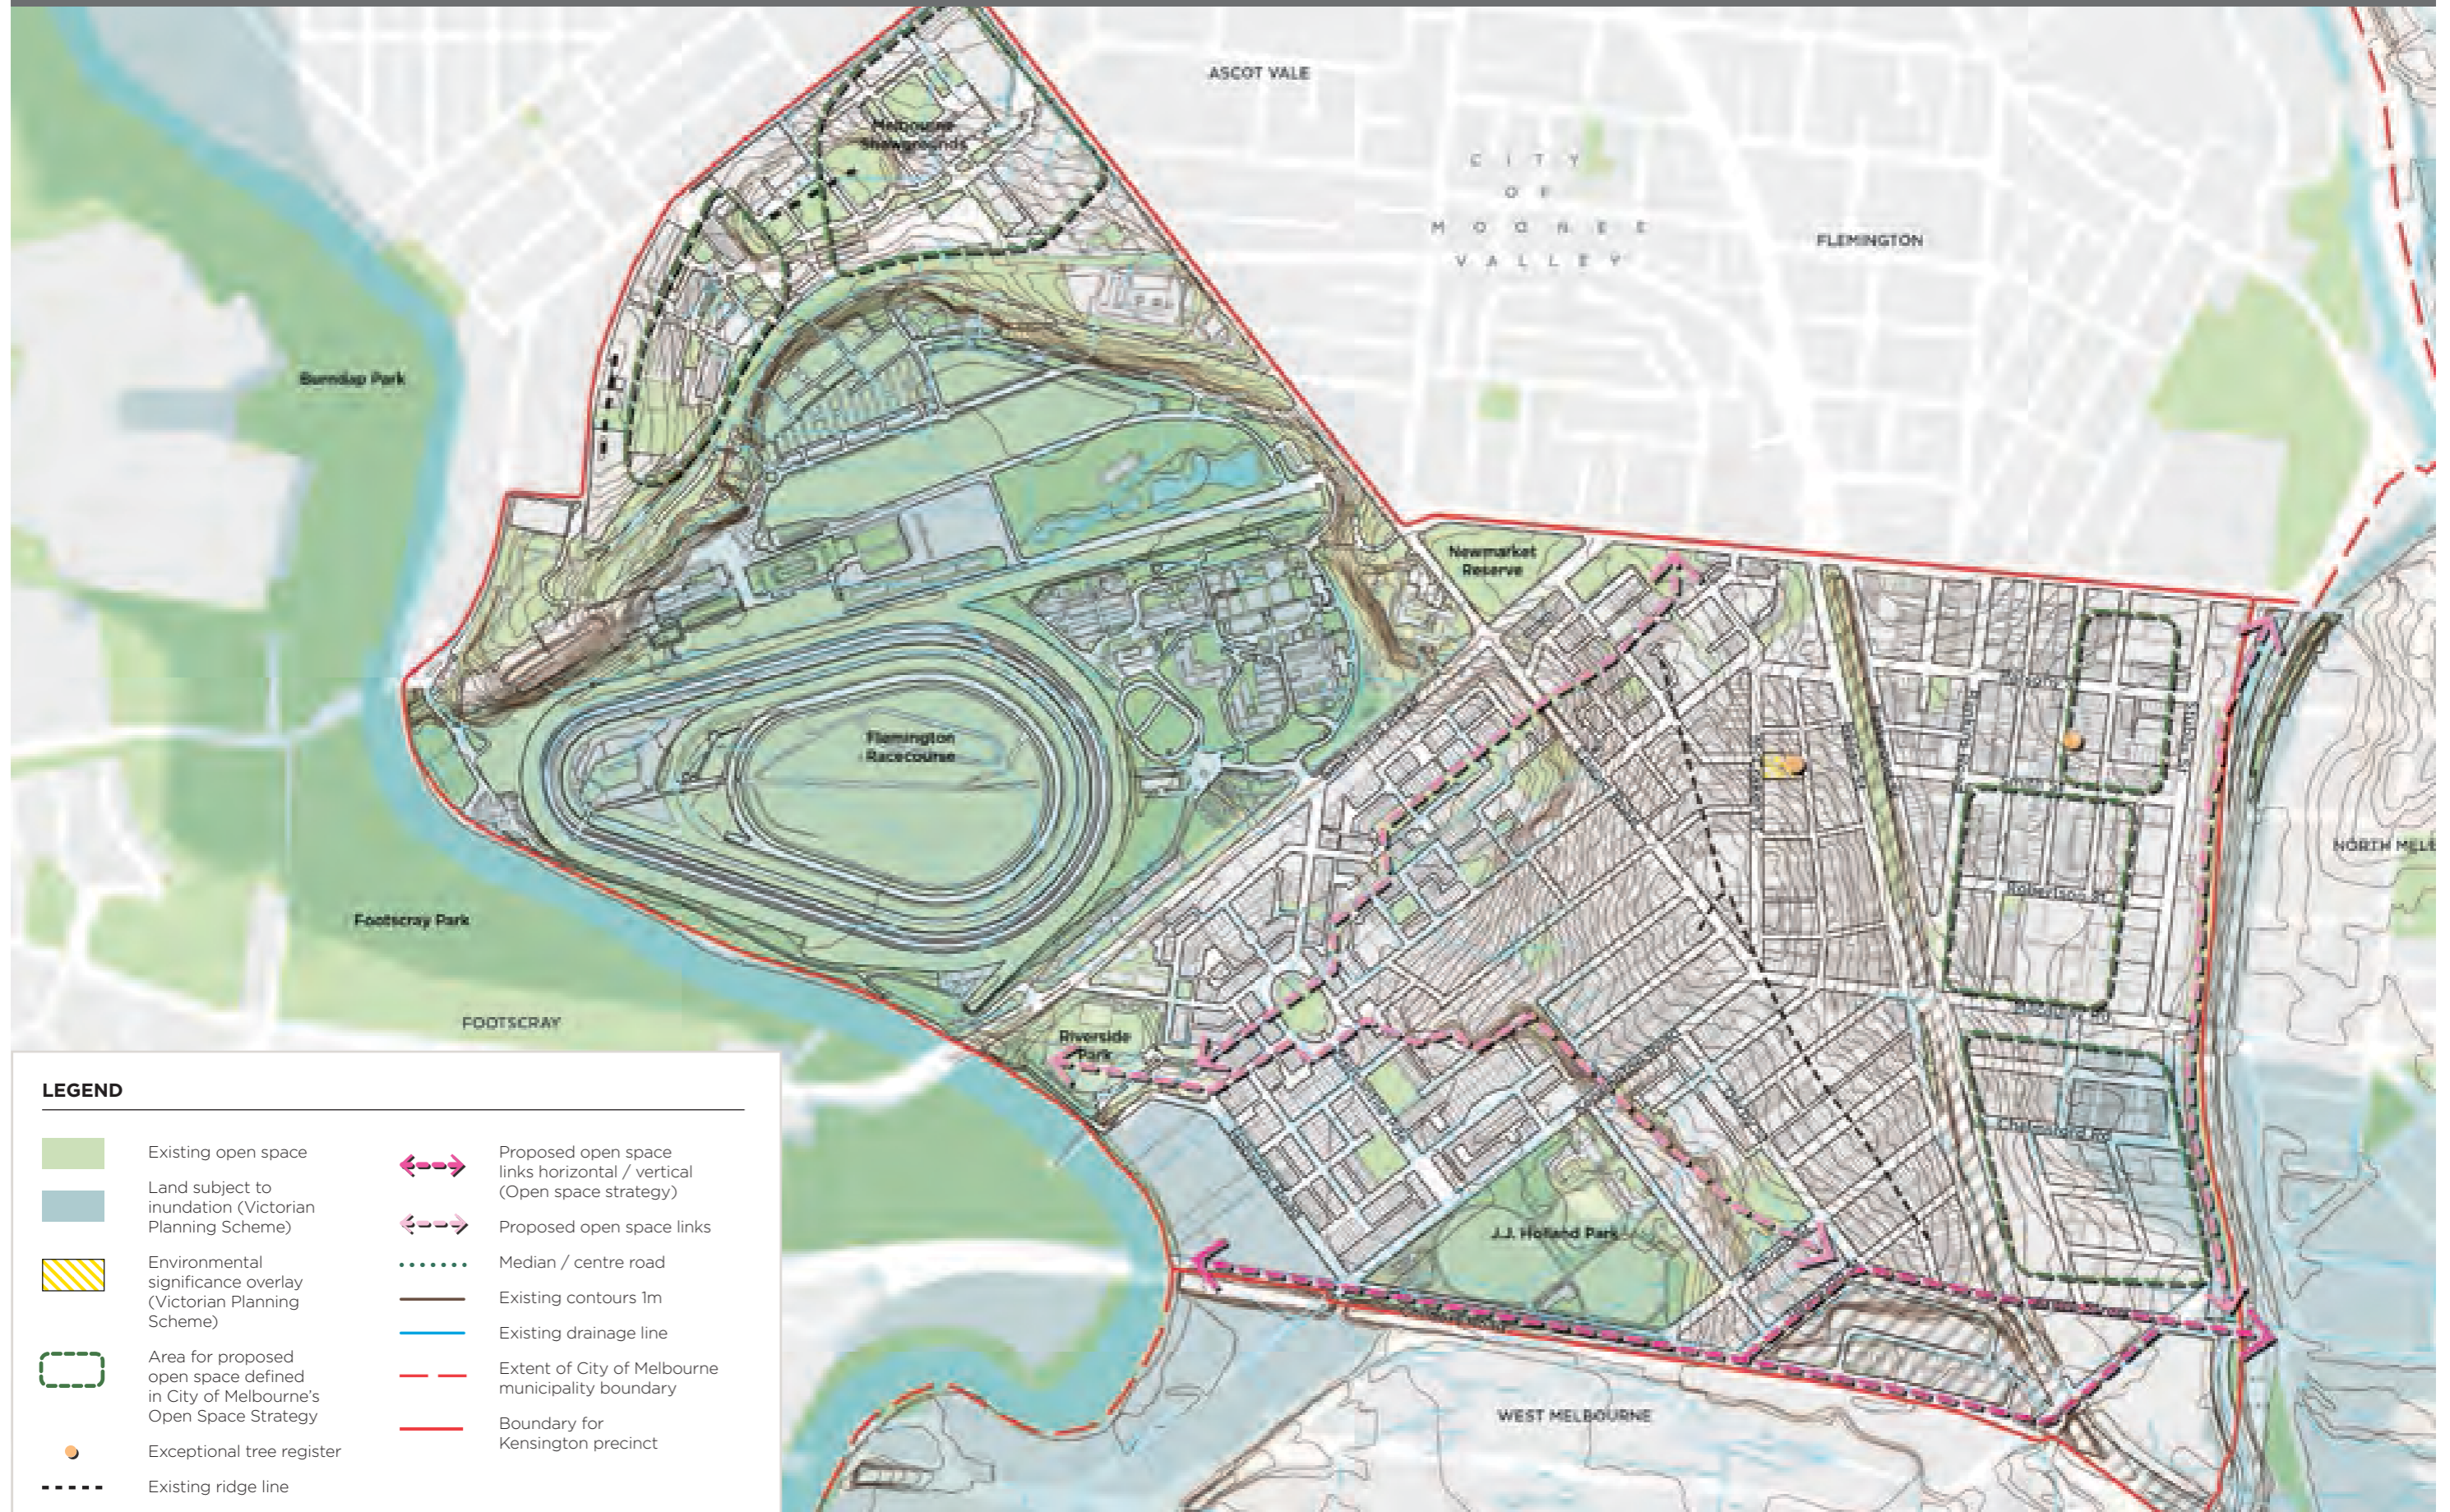 ASCOT VALE
Melbourne
Showgrounds
CITY
OF
MOONEE
VALLEY
FLEMINGTON
Burndap Park
Newmarket
Reserve
Flemington
Racecourse
NORTH MELB
Robertson St
Footscray Park
FOOTSCRAY
Riverside
Park
Chelmsford St
J.J. Holland Park
WEST MELBOURNE
LEGEND
Existing open space
Land subject to
inundation (Victorian
Planning Scheme)
Environmental
significance overlay
(Victorian Planning
Scheme)
Area for proposed
open space defined
in City of Melbourne's
Open Space Strategy
Exceptional tree register
Existing ridge line
Proposed open space
links horizontal / vertical
(Open space strategy)
Proposed open space links
Median / centre road
Existing contours 1m
Existing drainage line
Extent of City of Melbourne
municipality boundary
Boundary for
Kensington precinct